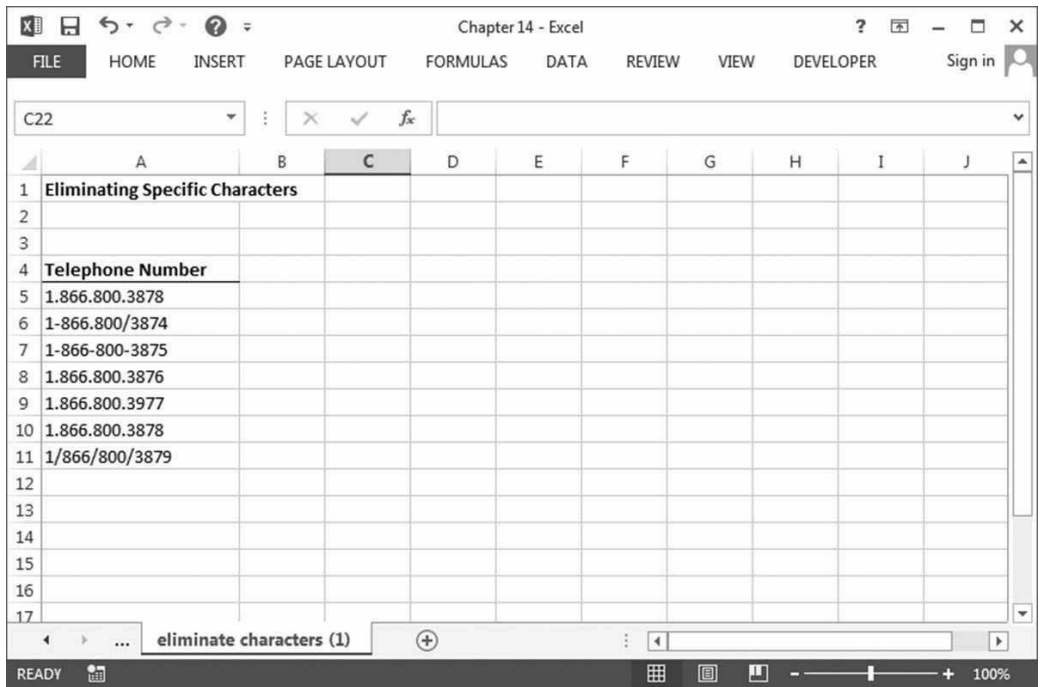 Chapter 14 - Excel
?
FILE HOME INSERT PAGE LAYOUT FORMULAS DATA REVIEW VIEW DEVELOPER Sign in
C22 fx
A B C D E F G H I J
1 Eliminating Specific Characters
2
3
4 Telephone Number
5 1.866.800.3878
6 1-866.800/3874
7 1-866-800-3875
8 1.866.800.3876
9 1.866.800.3977
10 1.866.800.3878
11 1/866/800/3879
12
13
14
15
16
17
... eliminate characters (1)
READY 100%